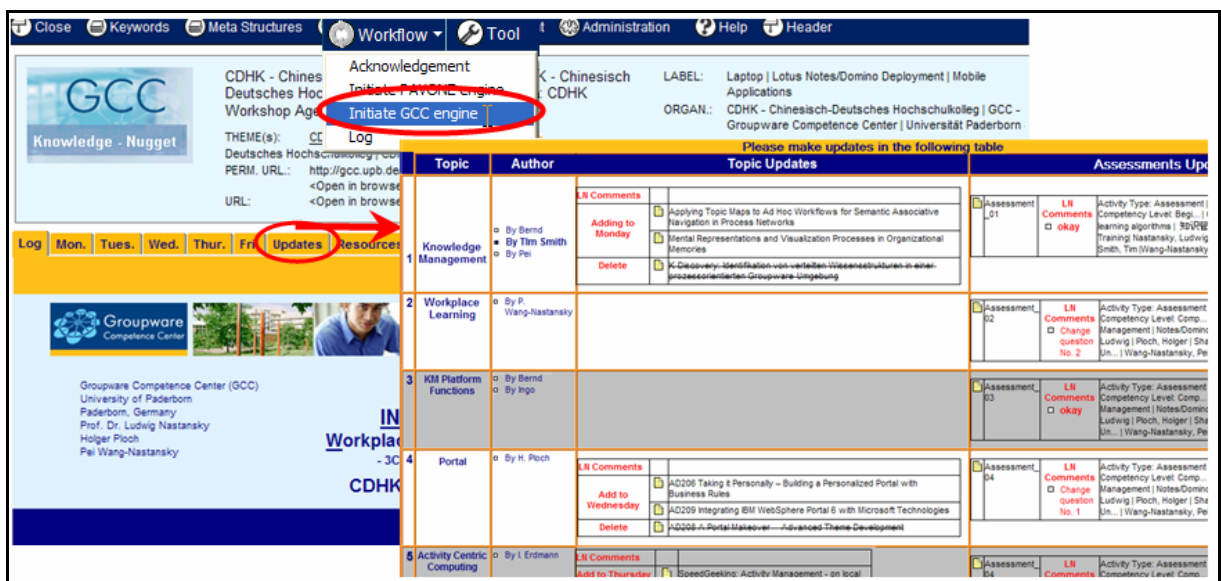 Close Keywords Meta Structures Workflow Tool Administration Help Header
Acknowledgement
Initiate PAVONE engine
Initiate GCC engine
Log
GCC
Knowledge - Nugget
CDHK - Chines
Deutsches Hoc
Workshop Age
K - Chinesisch
CDHK
THEME(s): CD
Deutsches Hochschulkolleg | CDH
PERM. URL.: http://gcc.upb.de
<Open in browse
URL: <Open in browse
LABEL: Laptop | Lotus Notes/Domino Deployment | Mobile
Applications
ORGAN.: CDHK - Chinesisch-Deutsches Hochschulkolleg | GCC -
Groupware Competence Center | Universität Paderborn
Log Mon. Tues. Wed. Thur. Fri Updates Resources
Groupware
Competence Center
Groupware Competence Center (GCC)
University of Paderborn
Paderborn, Germany
Prof. Dr. Ludwig Nastansky
Holger Ploch
Pei Wang-Nastansky
IN
Workplac
- 3C
CDHK
Please make updates in the following table
Topic Author Topic Updates Assessments Upd
1 Knowledge
Management
By Bernd
By Tim Smith
By Pei
LN Comments
Adding to
Monday
Applying Topic Maps to Ad Hoc Workflows for Semantic Associative
Navigation in Process Networks
Mental Representations and Visualization Processes in Organizational
Memories
Delete
K-Discovery: Identifikation von verteilten Wissensstrukturen in einer
prozessorientierten Groupware Umgebung
Assessment
_01
LN
Comments
okay
Activity Type: Assessment |
Competency Level: Begi... |
learning algorithms |
Training| Nastansky, Ludwig
Smith, Tim |Wang-Nastansky
2 Workplace
Learning
By P.
Wang-Nastansky
Assessment_
02
LN
Comments
Change
question
No. 2
Activity Type: Assessment
Competency Level: Comp...
Management | Notes/Domino
Ludwig | Ploch, Holger | Sha
Un... | Wang-Nastansky, Pe
3 KM Platform
Functions
By Bernd
By Ingo
Assessment_
03
LN
Comments
okay
Activity Type: Assessment
Competency Level: Comp...
Management | Notes/Domino
Ludwig | Ploch, Holger | Sha
Un... | Wang-Nastansky, Pe
4 Portal
By H. Ploch
LN Comments
Add to
Wednesday
AD206 Taking it Personally – Building a Personalized Portal with
Business Rules
AD209 Integrating IBM WebSphere Portal 6 with Microsoft Technologies
Delete
AD208 A Portal Makeover - Advanced Theme Development
Assessment_
04
LN
Comments
Change
question
No. 1
Activity Type: Assessment
Competency Level: Comp...
Management | Notes/Domino
Ludwig | Ploch, Holger | Sha
Un... | Wang-Nastansky, Pe
5 Activity Centric
Computing
By I. Erdmann
LN Comments
Add to Thursday
SpeedGeeking: Activity Management - on local
Assessment_
04
LN
Comments
Activity Type: Assessment
Competency Level: Comp...